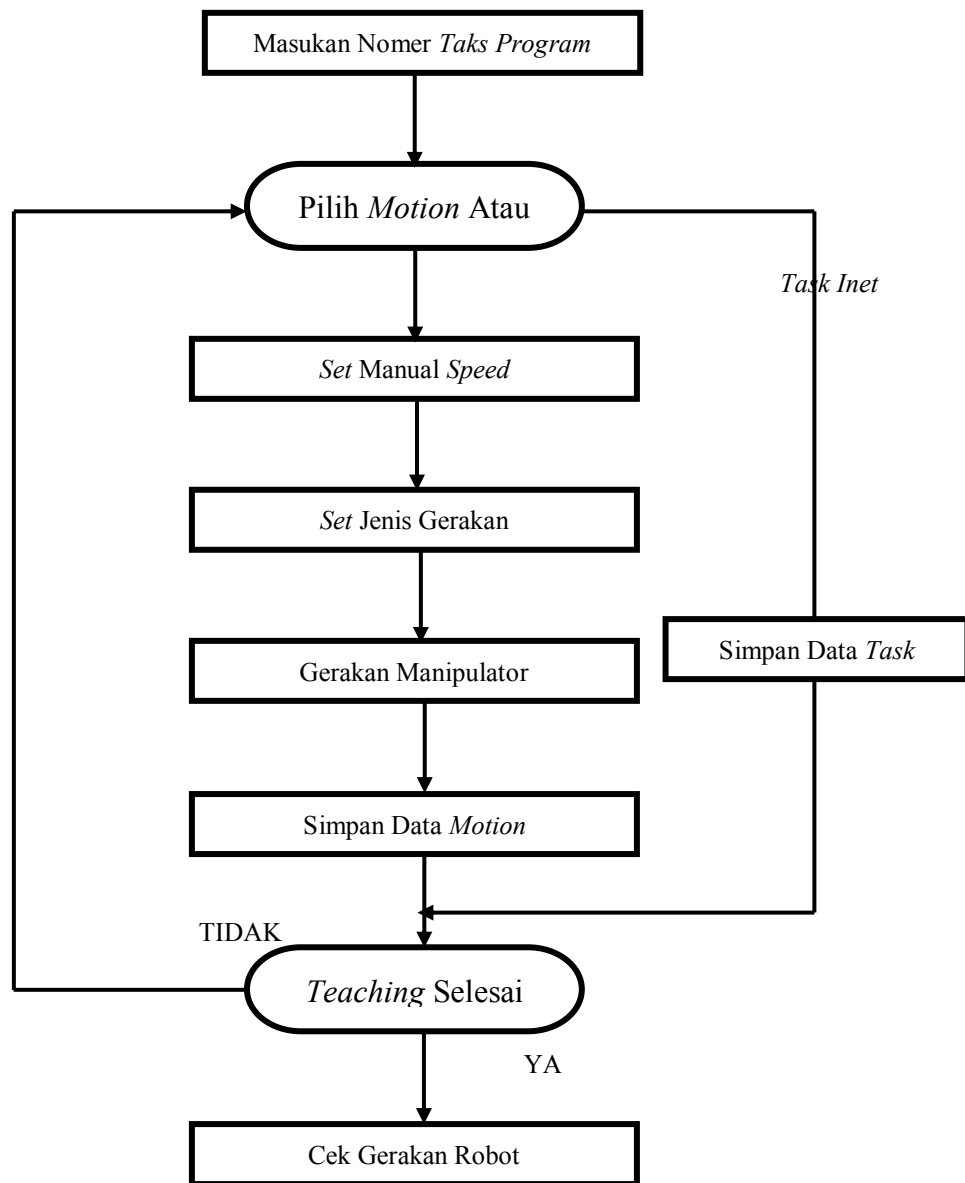 Masukan Nomer Taks Program
Pilih Motion Atau
Task Inet
Set Manual Speed
Set Jenis Gerakan
Gerakan Manipulator
Simpan Data Task
Simpan Data Motion
TIDAK
Teaching Selesai
YA
Cek Gerakan Robot